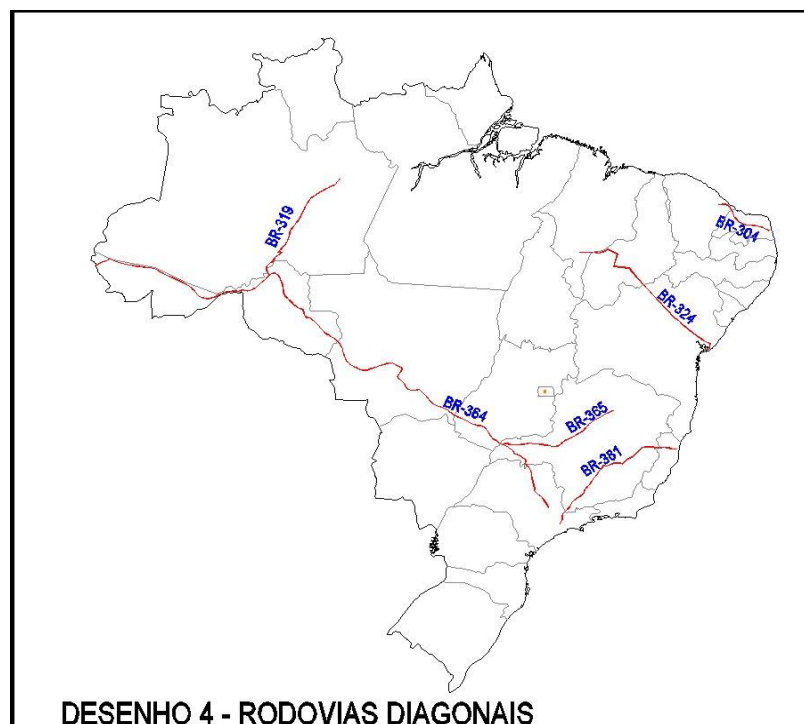 BR-319
BR-304
BR-324
BR-364
BR-365
BR-381
DESENHO 4 - RODOVIAS DIAGONAIS